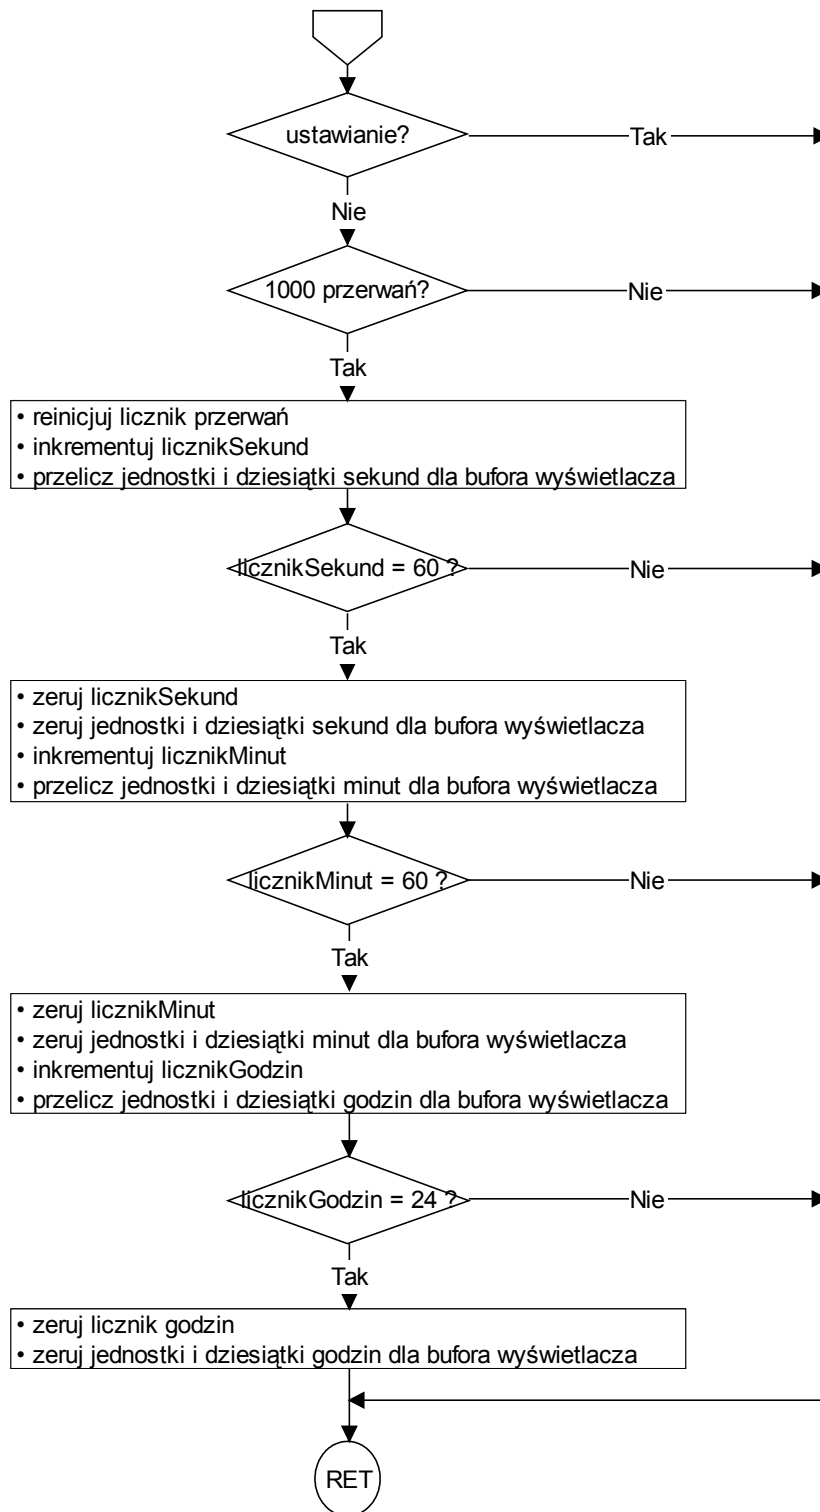 ustawianie?
Tak
Nie
1000 przerwań?
Nie
Tak
• reinicjuj licznik przerwań
• inkrementuj licznikSekund
• przelicz jednostki i dziesiątki sekund dla bufora wyświetlacza
licznikSekund = 60 ?
Nie
Tak
• zeruj licznikSekund
• zeruj jednostki i dziesiątki sekund dla bufora wyświetlacza
• inkrementuj licznikMinut
• przelicz jednostki i dziesiątki minut dla bufora wyświetlacza
licznikMinut = 60 ?
Nie
Tak
• zeruj licznikMinut
• zeruj jednostki i dziesiątki minut dla bufora wyświetlacza
• inkrementuj licznikGodzin
• przelicz jednostki i dziesiątki godzin dla bufora wyświetlacza
licznikGodzin = 24 ?
Nie
Tak
• zeruj licznik godzin
• zeruj jednostki i dziesiątki godzin dla bufora wyświetlacza
RET